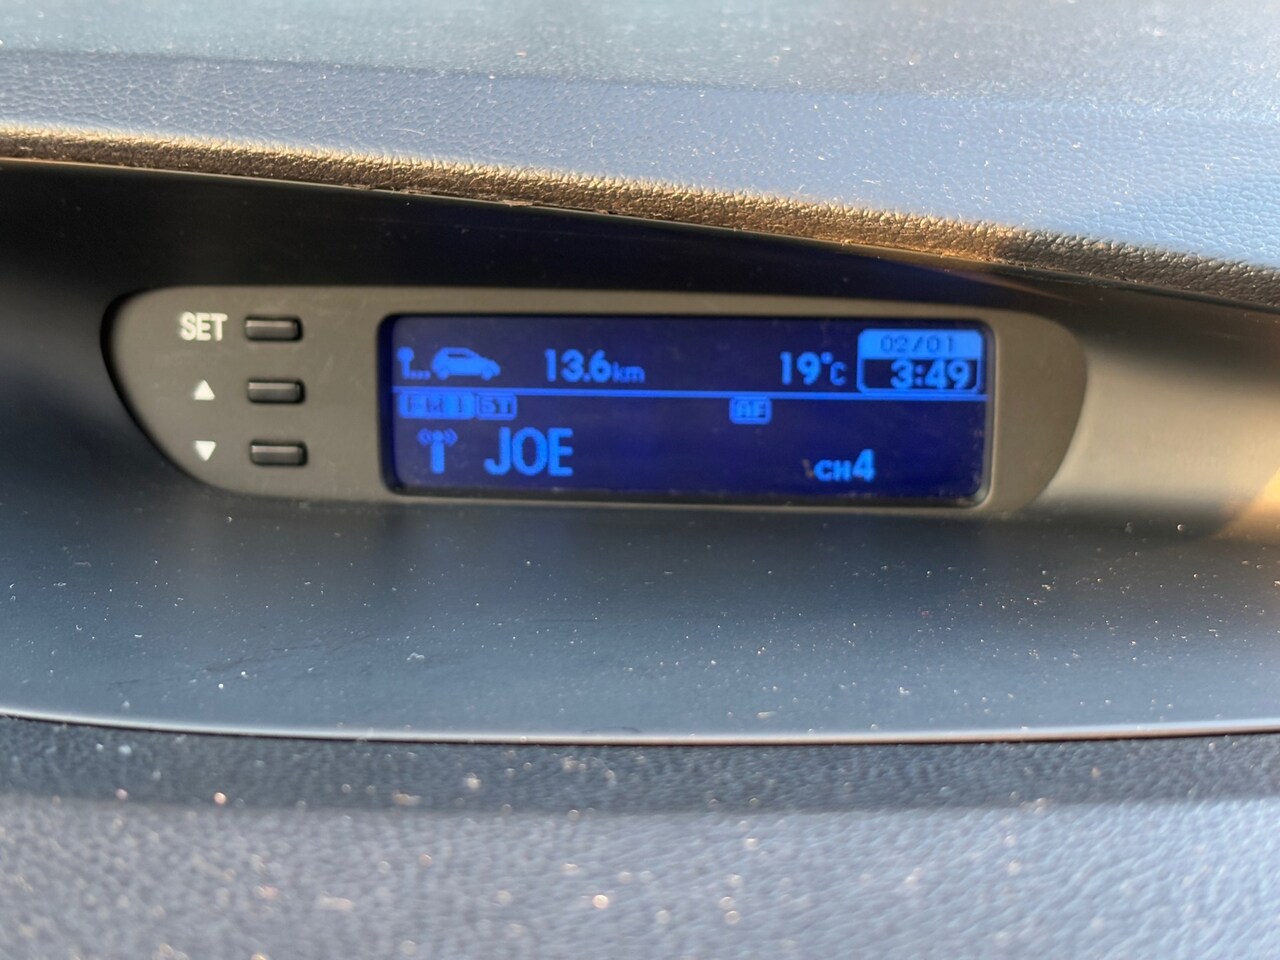 SET
13.6km 19°C 02/01
3:49
FM1 ST AF
JOE CH4